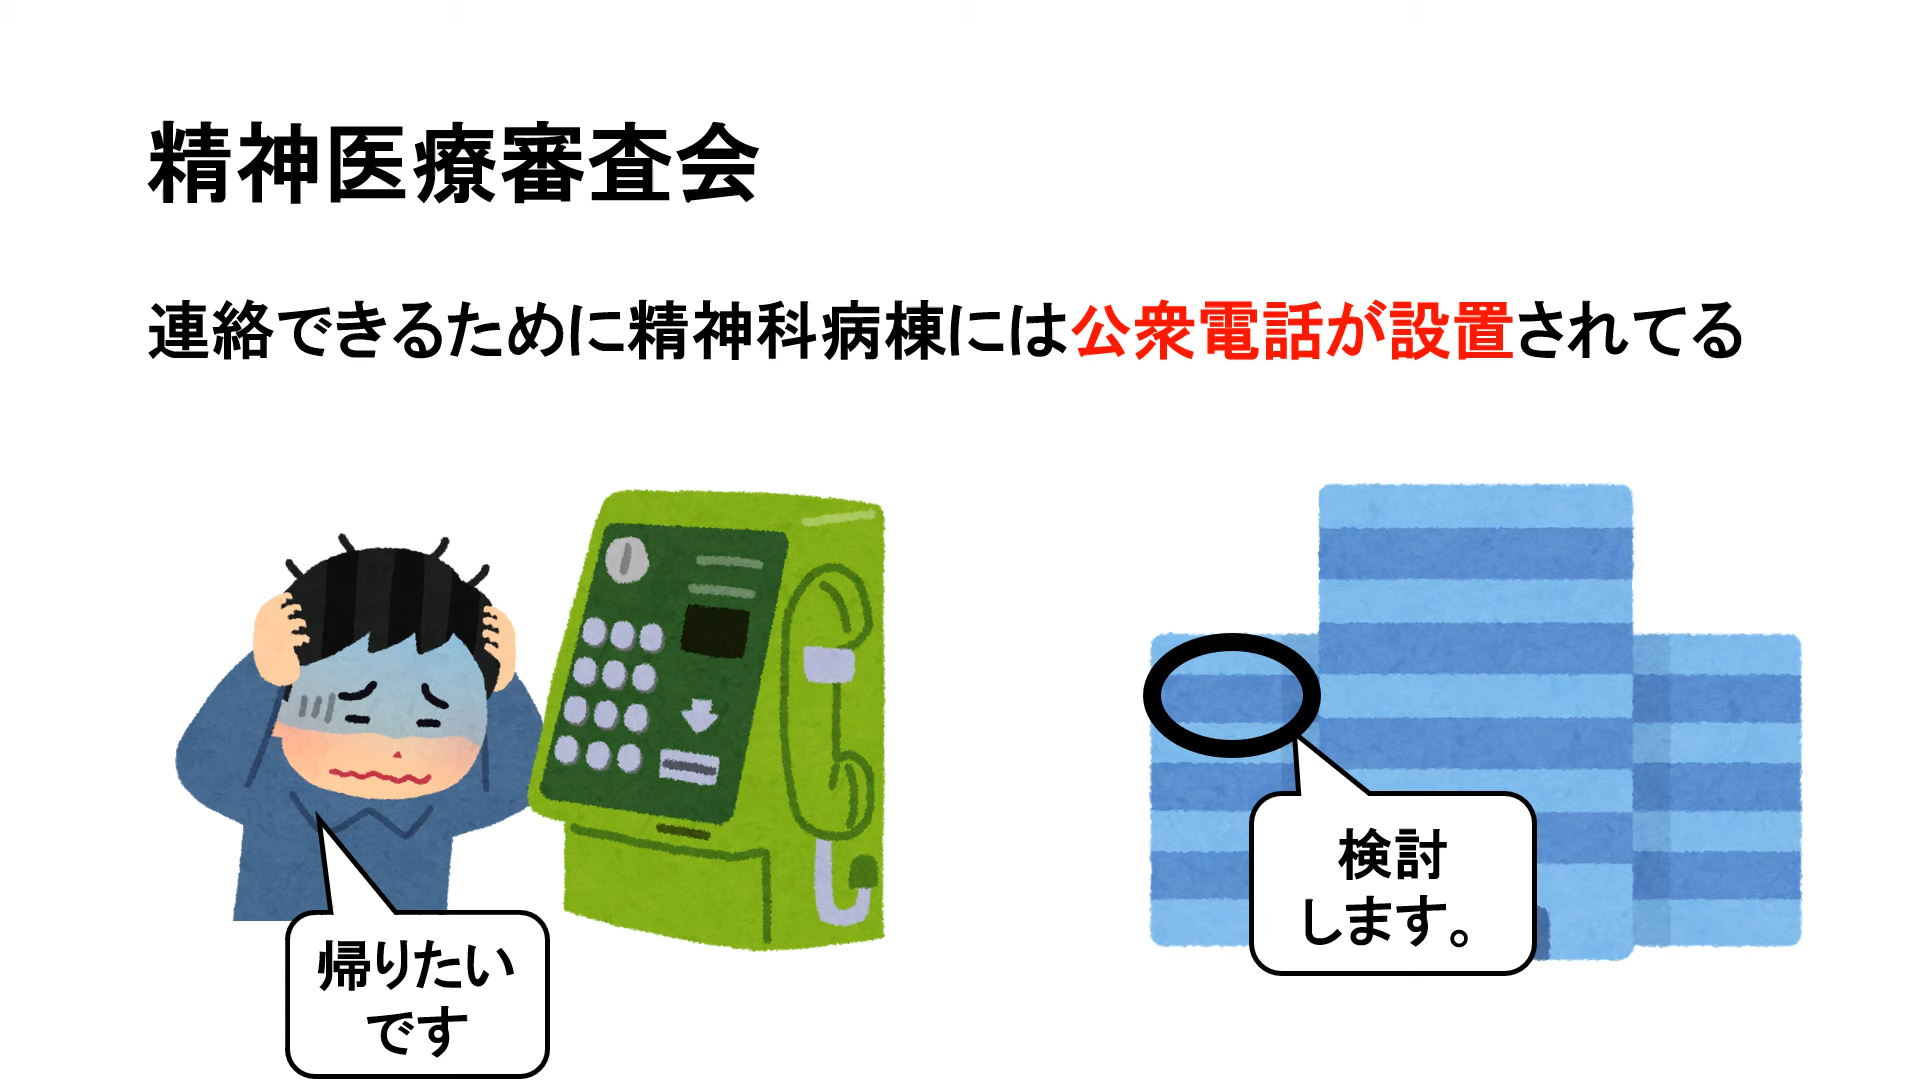 精神医療審査会
連絡できるために精神科病棟には公衆電話が設置されてる
帰りたい
です
検討
します。